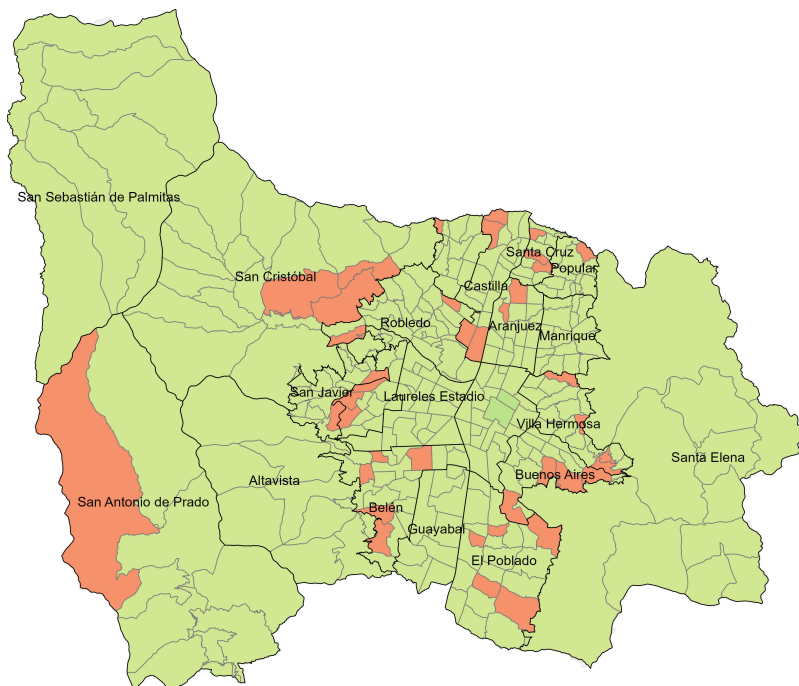 San Sebastián de Palmitas
Santa Cruz
Popular
San Cristóbal
Castilla
Robledo
Aranjuez
Manrique
San Javier
Laureles Estadio
Villa Hermosa
Santa Elena
Buenos Aires
Altavista
San Antonio de Prado
Belén
Guayabal
El Poblado